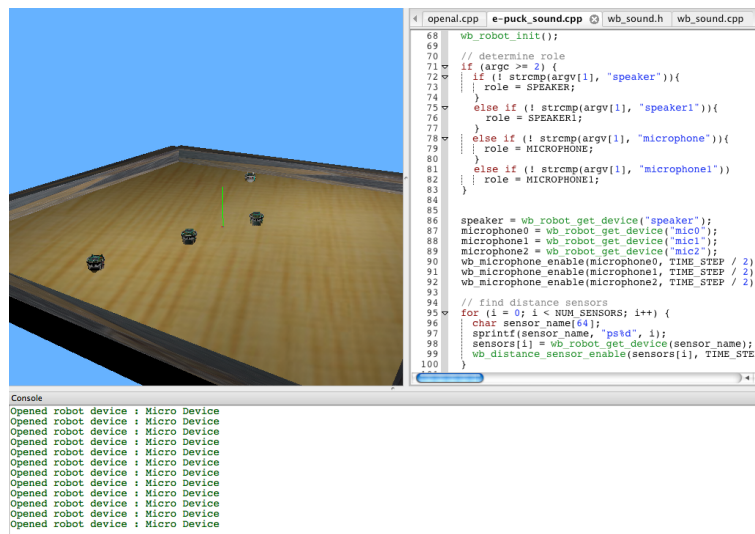 openal.cpp e-puck_sound.cpp wb_sound.h wb_sound.cpp
68 wb_robot_init();
69
70 // determine role
71 if (argc >= 2) {
72 if (! strcmp(argv[1], "speaker")){
73 role = SPEAKER;
74 }
75 else if (! strcmp(argv[1], "speaker1")){
76 role = SPEAKER1;
77 }
78 else if (! strcmp(argv[1], "microphone")){
79 role = MICROPHONE;
80 }
81 else if (! strcmp(argv[1], "microphone1"))
82 role = MICROPHONE1;
83 }
84
85
86 speaker = wb_robot_get_device("speaker");
87 microphone0 = wb_robot_get_device("mic0");
88 microphone1 = wb_robot_get_device("mic1");
89 microphone2 = wb_robot_get_device("mic2");
90 wb_microphone_enable(microphone0, TIME_STEP / 2)
91 wb_microphone_enable(microphone1, TIME_STEP / 2)
92 wb_microphone_enable(microphone2, TIME_STEP / 2)
93
94 // find distance sensors
95 for (i = 0; i < NUM_SENSORS; i++) {
96 char sensor_name[64];
97 sprintf(sensor_name, "ps%d", i);
98 sensors[i] = wb_robot_get_device(sensor_name);
99 wb_distance_sensor_enable(sensors[i], TIME_STE
100 }
Console
Opened robot device : Micro Device
Opened robot device : Micro Device
Opened robot device : Micro Device
Opened robot device : Micro Device
Opened robot device : Micro Device
Opened robot device : Micro Device
Opened robot device : Micro Device
Opened robot device : Micro Device
Opened robot device : Micro Device
Opened robot device : Micro Device
Opened robot device : Micro Device
Opened robot device : Micro Device